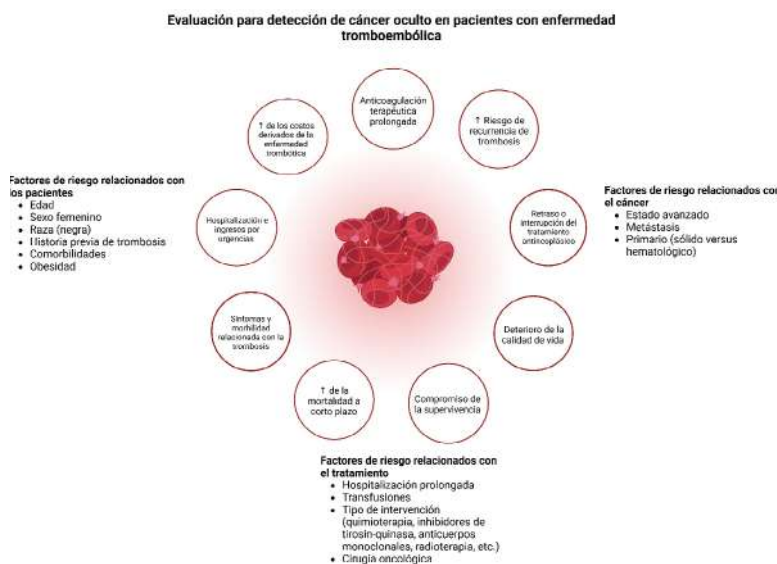 Evaluación para detección de cáncer oculto en pacientes con enfermedad
tromboembólica
Anticoagulación
terapéutica
prolongada
↑ Riesgo de
recurrencia de
trombosis
Retraso o
interrupción del
tratamiento
antineoplásico
Deterioro de la
calidad de vida
Compromiso de
la supervivencia
↑ de la
mortalidad a
corto plazo
Síntomas y
morbilidad
relacionada con la
trombosis
Hospitalización e
ingresos por
urgencias
↑ de los costos
derivados de la
enfermedad
trombótica
Factores de riesgo relacionados con
los pacientes
• Edad
• Sexo femenino
• Raza (negra)
• Historia previa de trombosis
• Comorbilidades
• Obesidad
Factores de riesgo relacionados con
el cáncer
• Estado avanzado
• Metástasis
• Primario (sólido versus
hematológico)
Factores de riesgo relacionados con
el tratamiento
• Hospitalización prolongada
• Transfusiones
• Tipo de intervención
(quimioterapia, inhibidores de
tirosin-quinasa, anticuerpos
monoclonales, radioterapia, etc.)
• Cirugía oncológica